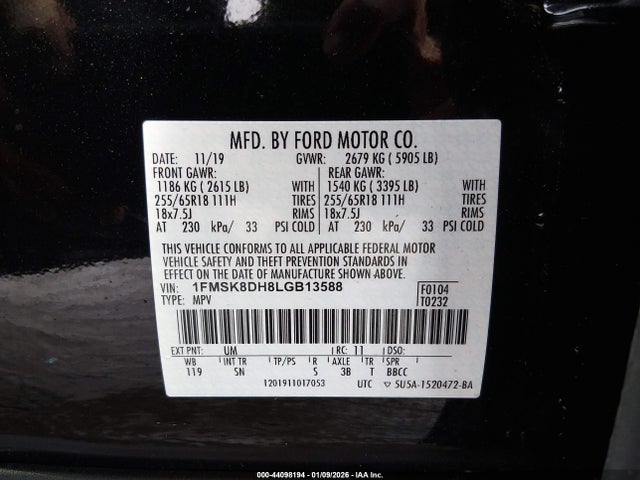 MFD. BY FORD MOTOR CO.
DATE: 11/19 GVWR: 2679 KG ( 5905 LB)
FRONT GAWR: REAR GAWR:
1186 KG ( 2615 LB) WITH 1540 KG ( 3395 LB) WITH
255/65R18 111H TIRES 255/65R18 111H TIRES
18x7.5J RIMS 18x7.5J RIMS
AT 230 kPa/ 33 PSI COLD AT 230 kPa/ 33 PSI COLD
THIS VEHICLE CONFORMS TO ALL APPLICABLE FEDERAL MOTOR
VEHICLE SAFETY AND THEFT PREVENTION STANDARDS IN
EFFECT ON THE DATE OF MANUFACTURE SHOWN ABOVE.
VIN: 1FMSK8DH8LGB13588 F0104
TYPE: MPV T0232
EXT PNT: UM RC: 11 DSO:
WB INT TR TP/PS R AXLE TR SPR
119 SN S 3B T BBCC
1201911017053 UTC ▽ 5U5A-1520472-BA
000-44098194 - 01/09/2026 - IAA Inc.